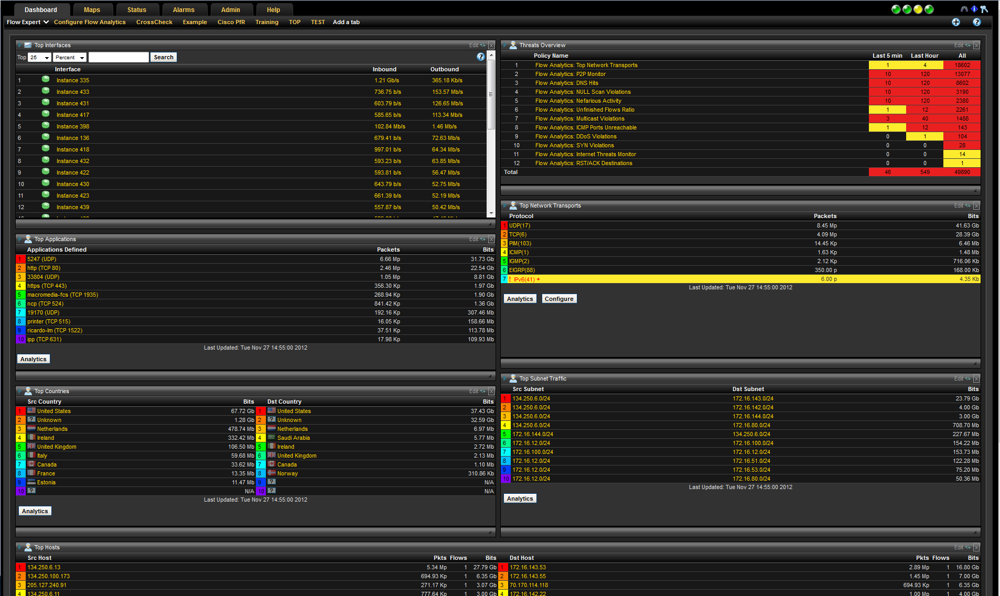 Dashboard Maps Status Alarms Admin Help
Flow Expert Configure Flow Analytics CrossCheck Example Cisco PfR Training TOP TEST Add a tab
Top Interfaces Edit
Top 25 Percent Search
Interface Inbound Outbound
1 Instance 335 1.21 Gb/s 365.18 Kb/s
2 Instance 433 736.75 b/s 153.57 Mb/s
3 Instance 431 603.79 b/s 126.65 Mb/s
4 Instance 417 585.65 b/s 113.34 Mb/s
5 Instance 398 102.84 Mb/s 1.46 Mb/s
6 Instance 136 679.41 b/s 72.63 Mb/s
7 Instance 418 997.01 b/s 64.34 Mb/s
8 Instance 432 593.23 b/s 63.85 Mb/s
9 Instance 422 593.81 b/s 56.47 Mb/s
10 Instance 430 643.79 b/s 52.75 Mb/s
11 Instance 423 661.39 b/s 52.19 Mb/s
12 Instance 439 557.87 b/s 50.42 Mb/s
Threats Overview Edit
Policy Name Last 5 min Last Hour All
1 Flow Analytics: Top Network Transports 1 4 18602
2 Flow Analytics: P2P Monitor 10 120 13077
3 Flow Analytics: DNS Hits 10 120 8602
4 Flow Analytics: NULL Scan Violations 10 120 3190
5 Flow Analytics: Nefarious Activity 10 120 2380
6 Flow Analytics: Unfinished Flows Ratio 1 12 2261
7 Flow Analytics: Multicast Violations 3 40 1488
8 Flow Analytics: ICMP Ports Unreachable 1 12 143
9 Flow Analytics: DDoS Violations 0 1 104
10 Flow Analytics: SYN Violations 0 0 28
11 Flow Analytics: Internet Threats Monitor 0 0 14
12 Flow Analytics: RST/ACK Destinations 0 0 1
Total 46 549 49890
Top Network Transports Edit
Protocol Packets Bits
1 UDP(17) 8.45 Mp 41.63 Gb
2 TCP(6) 4.09 Mp 28.39 Gb
3 PIM(103) 14.45 Kp 6.46 Mb
4 ICMP(1) 1.63 Kp 1.48 Mb
5 IGMP(2) 2.12 Kp 716.06 Kb
6 EIGRP(88) 350.00 p 168.00 Kb
7 ! IPv6(41) + 6.00 p 4.35 Kb
Last Updated: Tue Nov 27 14:55:00 2012
Analytics Configure
Top Applications Edit
Applications Defined Packets Bits
1 5247 (UDP) 6.66 Mp 31.73 Gb
2 http (TCP 80) 2.46 Mp 22.54 Gb
3 33804 (UDP) 1.05 Mp 8.81 Gb
4 https (TCP 443) 356.30 Kp 1.97 Gb
5 macromedia-fcs (TCP 1935) 268.94 Kp 1.90 Gb
6 ncp (TCP 524) 841.42 Kp 1.36 Gb
7 19170 (UDP) 192.16 Kp 307.46 Mb
8 printer (TCP 515) 16.05 Kp 158.66 Mb
9 ricardo-lm (TCP 1522) 37.51 Kp 113.78 Mb
10 ipp (TCP 631) 17.98 Kp 109.93 Mb
Last Updated: Tue Nov 27 14:55:00 2012
Analytics
Top Countries Edit
Src Country Bits Dst Country Bits
1 United States 67.72 Gb 1 United States 37.43 Gb
2 Unknown 1.28 Gb 2 Unknown 32.59 Gb
3 Netherlands 478.74 Mb 3 Netherlands 6.97 Mb
4 Ireland 332.42 Mb 4 Saudi Arabia 5.77 Mb
5 United Kingdom 106.50 Mb 5 Ireland 2.72 Mb
6 Italy 59.68 Mb 6 United Kingdom 2.13 Mb
7 Canada 33.62 Mb 7 Canada 1.10 Mb
8 France 13.35 Mb 8 Norway 310.86 Kb
9 Estonia 11.47 Mb 9 ? N/A
10 ? N/A 10 ? N/A
Last Updated: Tue Nov 27 14:55:00 2012
Analytics
Top Subnet Traffic Edit
Src Subnet Dst Subnet Bits
1 134.250.6.0/24 172.16.143.0/24 23.79 Gb
2 134.250.6.0/24 172.16.142.0/24 4.00 Gb
3 134.250.6.0/24 172.16.144.0/24 3.00 Gb
4 134.250.6.0/24 172.16.80.0/24 708.70 Mb
5 172.16.144.0/24 134.250.6.0/24 227.67 Mb
6 172.16.12.0/24 172.16.100.0/24 154.22 Mb
7 172.16.100.0/24 172.16.12.0/24 153.73 Mb
8 172.16.12.0/24 172.16.51.0/24 122.28 Mb
9 172.16.12.0/24 172.16.53.0/24 75.20 Mb
10 172.16.12.0/24 172.16.80.0/24 50.36 Mb
Last Updated: Tue Nov 27 14:55:00 2012
Analytics
Top Hosts Edit
Src Host Pkts Flows Bits Dst Host Pkts Flows Bits
1 134.250.6.13 5.34 Mp 1 27.79 Gb 1 172.16.143.53 2.89 Mp 1 16.80 Gb
2 134.250.100.173 694.93 Kp 1 6.35 Gb 2 172.16.143.55 1.45 Mp 1 7.00 Gb
3 205.127.240.91 271.17 Kp 1 3.07 Gb 3 70.170.114.118 694.93 Kp 1 6.35 Gb
4 134.250.6.11 777.64 Kp 1 3.00 Gb 4 172.16.142.22 1.00 Mp 1 4.00 Gb